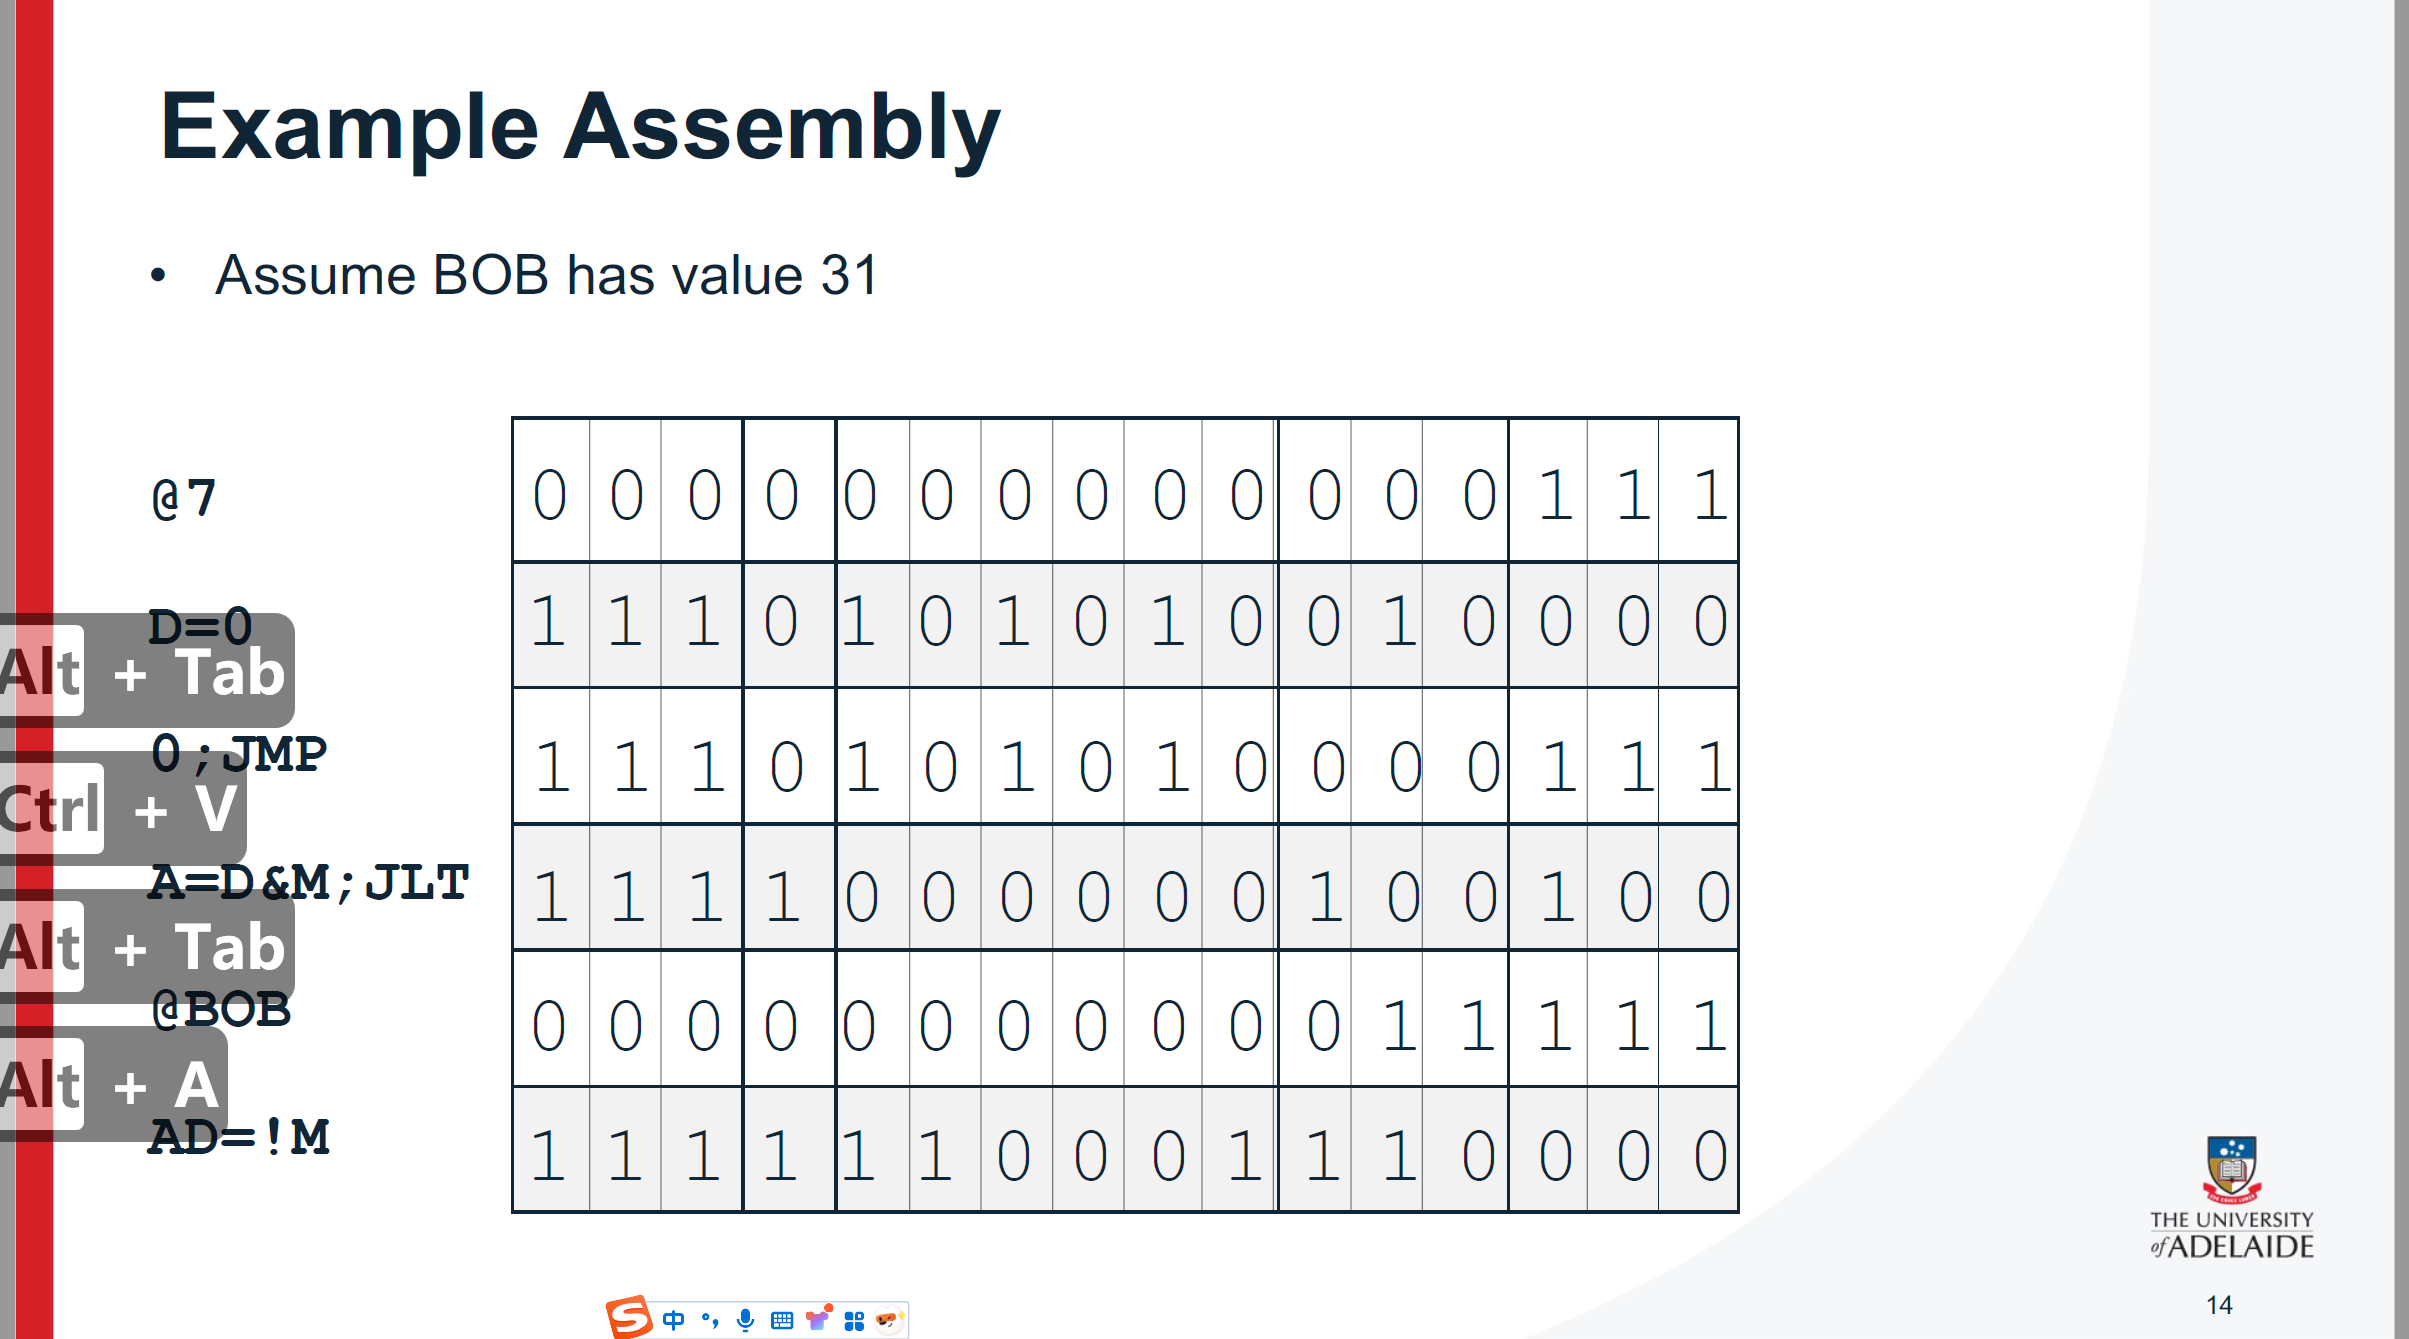 Example Assembly
• Assume BOB has value 31
@7 0 0 0 0 0 0 0 0 0 0 0 0 0 1 1 1
D=0 1 1 1 0 1 0 1 0 1 0 0 1 0 0 0 0
Alt + Tab
0;JMP 1 1 1 0 1 0 1 0 1 0 0 0 0 1 1 1
Ctrl + V
A=D&M;JLT 1 1 1 1 0 0 0 0 0 0 1 0 0 1 0 0
Alt + Tab
@BOB 0 0 0 0 0 0 0 0 0 0 0 1 1 1 1 1
Alt + A
AD=!M 1 1 1 1 1 1 0 0 0 1 1 1 0 0 0 0
THE UNIVERSITY
of ADELAIDE
14
S 中 °,